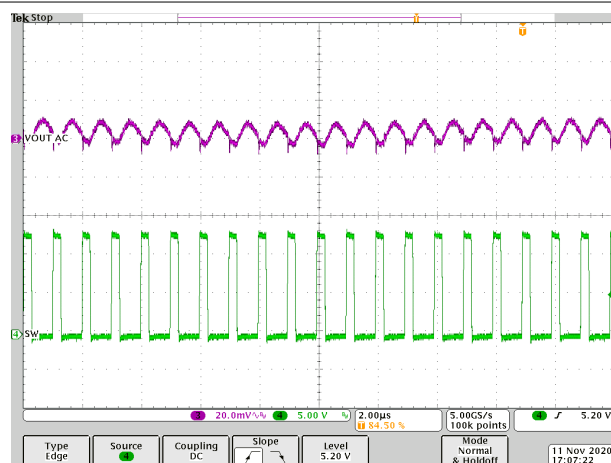 Tek Stop
T
3 VOUT AC
4 SW
3 20.0mV 4 5.00 V
2.00µs
T 84.50 %
5.00GS/s
100k points
4 5.20 V
Type
Edge
Source
4
Coupling
DC
Slope
Level
5.20 V
Mode
Normal
& Holdoff
11 Nov 2020
17:07:22